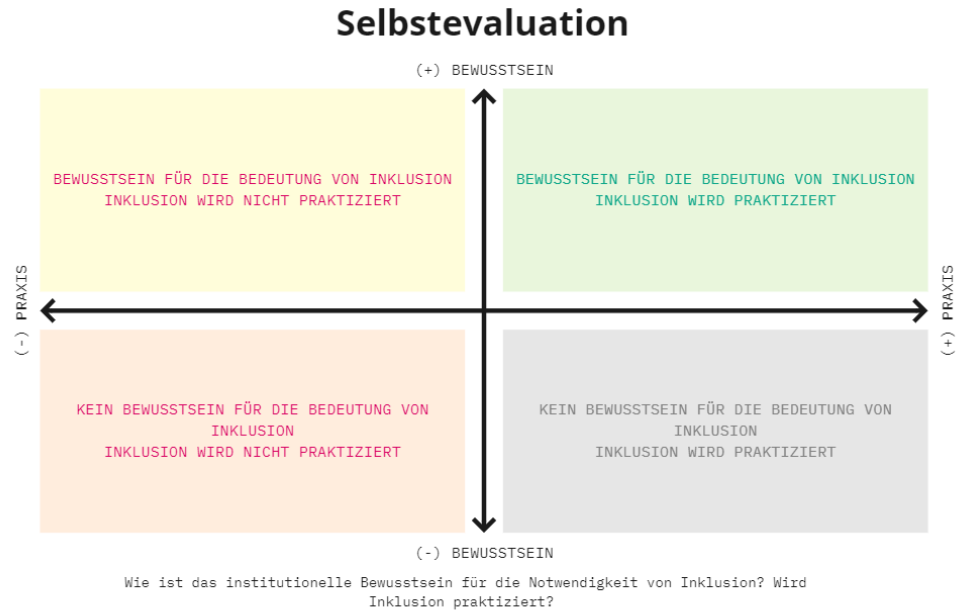 Selbstevaluation
(+) BEWUSSTSEIN
BEWUSSTSEIN FÜR DIE BEDEUTUNG VON INKLUSION
INKLUSION WIRD NICHT PRAKTIZIERT
BEWUSSTSEIN FÜR DIE BEDEUTUNG VON INKLUSION
INKLUSION WIRD PRAKTIZIERT
(-) PRAXIS
(+) PRAXIS
KEIN BEWUSSTSEIN FÜR DIE BEDEUTUNG VON
INKLUSION
INKLUSION WIRD NICHT PRAKTIZIERT
KEIN BEWUSSTSEIN FÜR DIE BEDEUTUNG VON
INKLUSION
INKLUSION WIRD PRAKTIZIERT
(-) BEWUSSTSEIN
Wie ist das institutionelle Bewusstsein für die Notwendigkeit von Inklusion? Wird
Inklusion praktiziert?